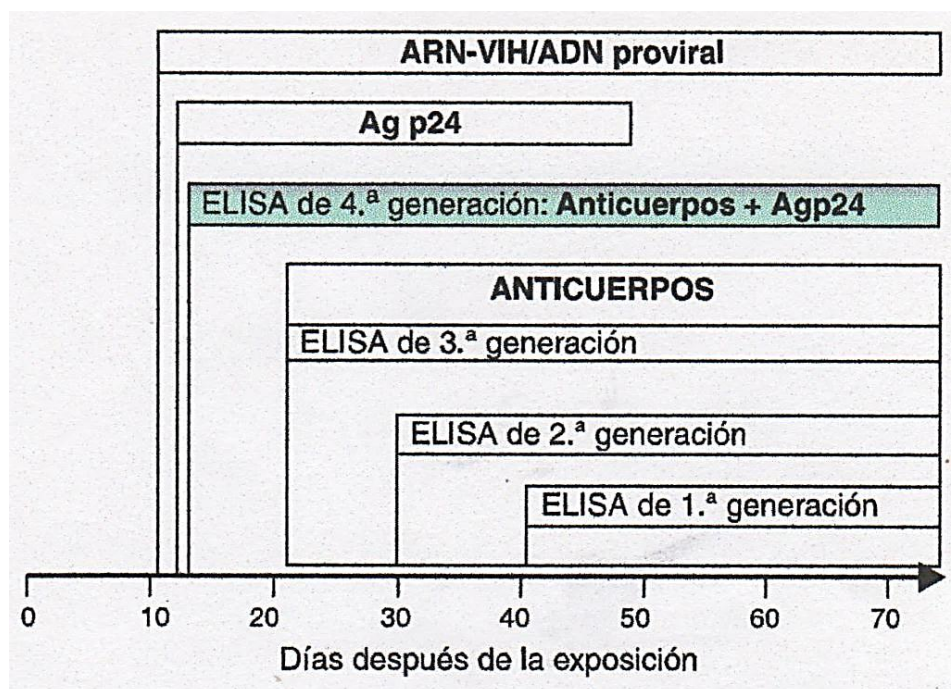 ARN-VIH/ADN proviral
Ag p24
ELISA de 4.ª generación: Anticuerpos + Agp24
ANTICUERPOS
ELISA de 3.ª generación
ELISA de 2.ª generación
ELISA de 1.ª generación
0 10 20 30 40 50 60 70
Días después de la exposición